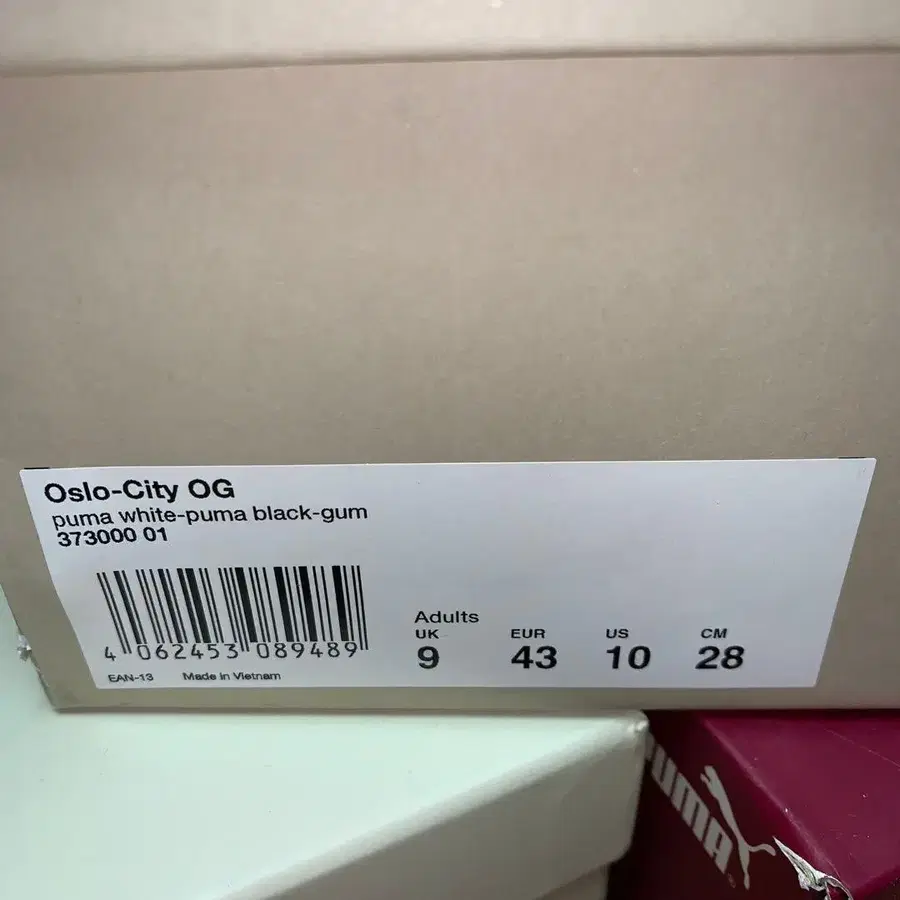 Oslo-City OG
puma white-puma black-gum
373000 01
4 062453 089489
EAN-13 Made in Vietnam
Adults
UK EUR US CM
9 43 10 28
PUMA